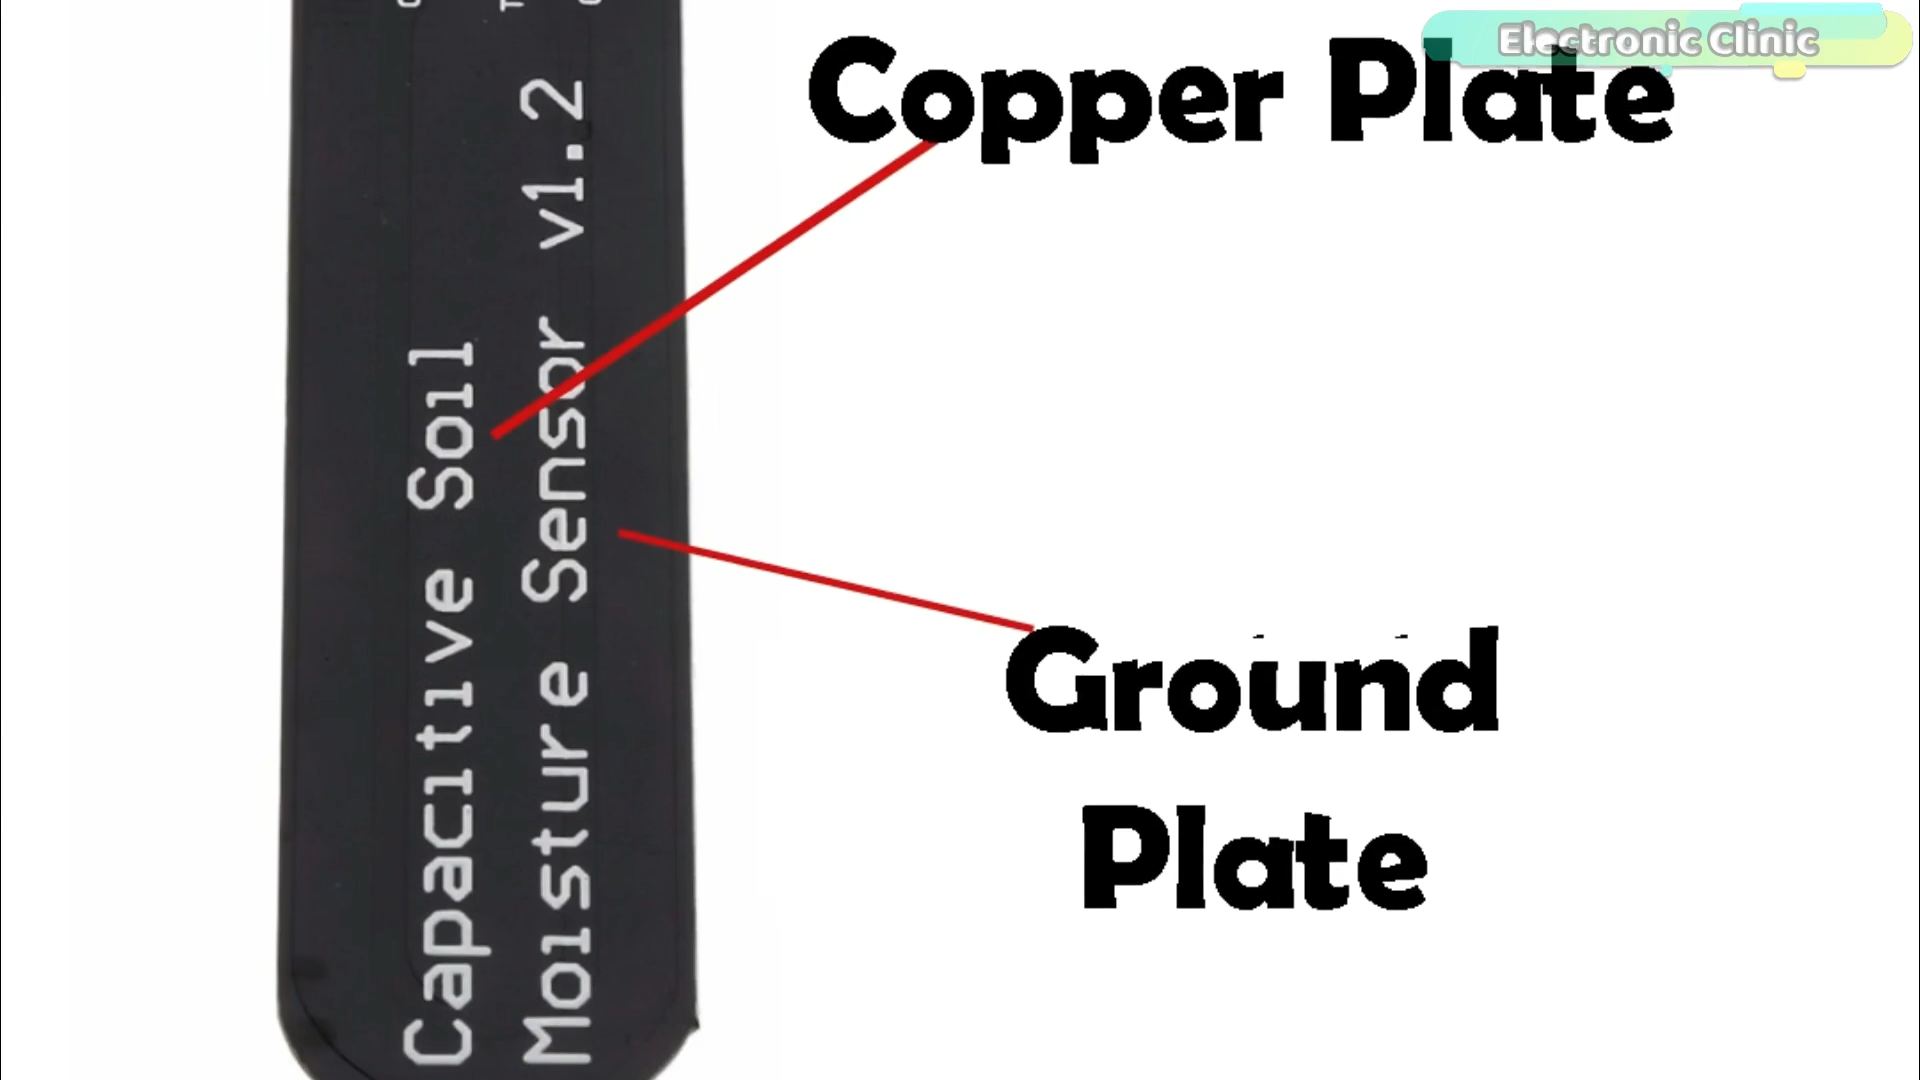 Electronic Clinic
Copper Plate
Capacitive Soil
Moisture Sensor v1.2
Ground
Plate